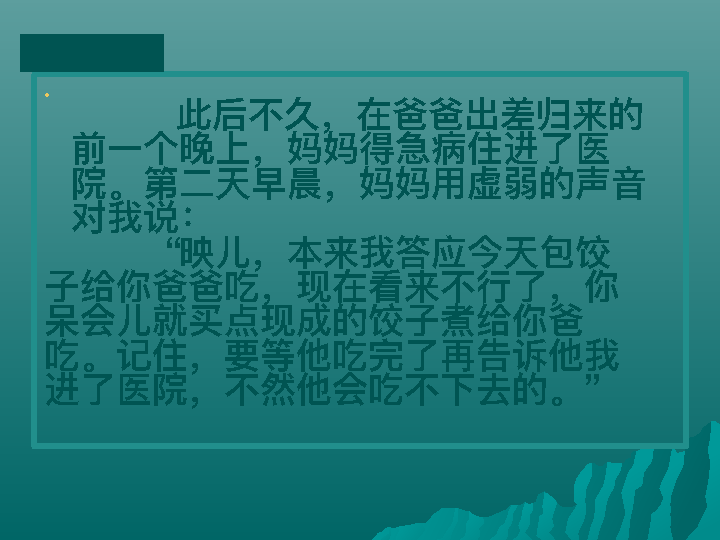 此后不久，在爸爸出差归来的
前一个晚上，妈妈得急病住进了医
院。第二天早晨，妈妈用虚弱的声音
对我说：
“映儿，本来我答应今天包饺
子给你爸爸吃，现在看来不行了，你
呆会儿就买点现成的饺子煮给你爸
吃。记住，要等他吃完了再告诉他我
进了医院，不然他会吃不下去的。”